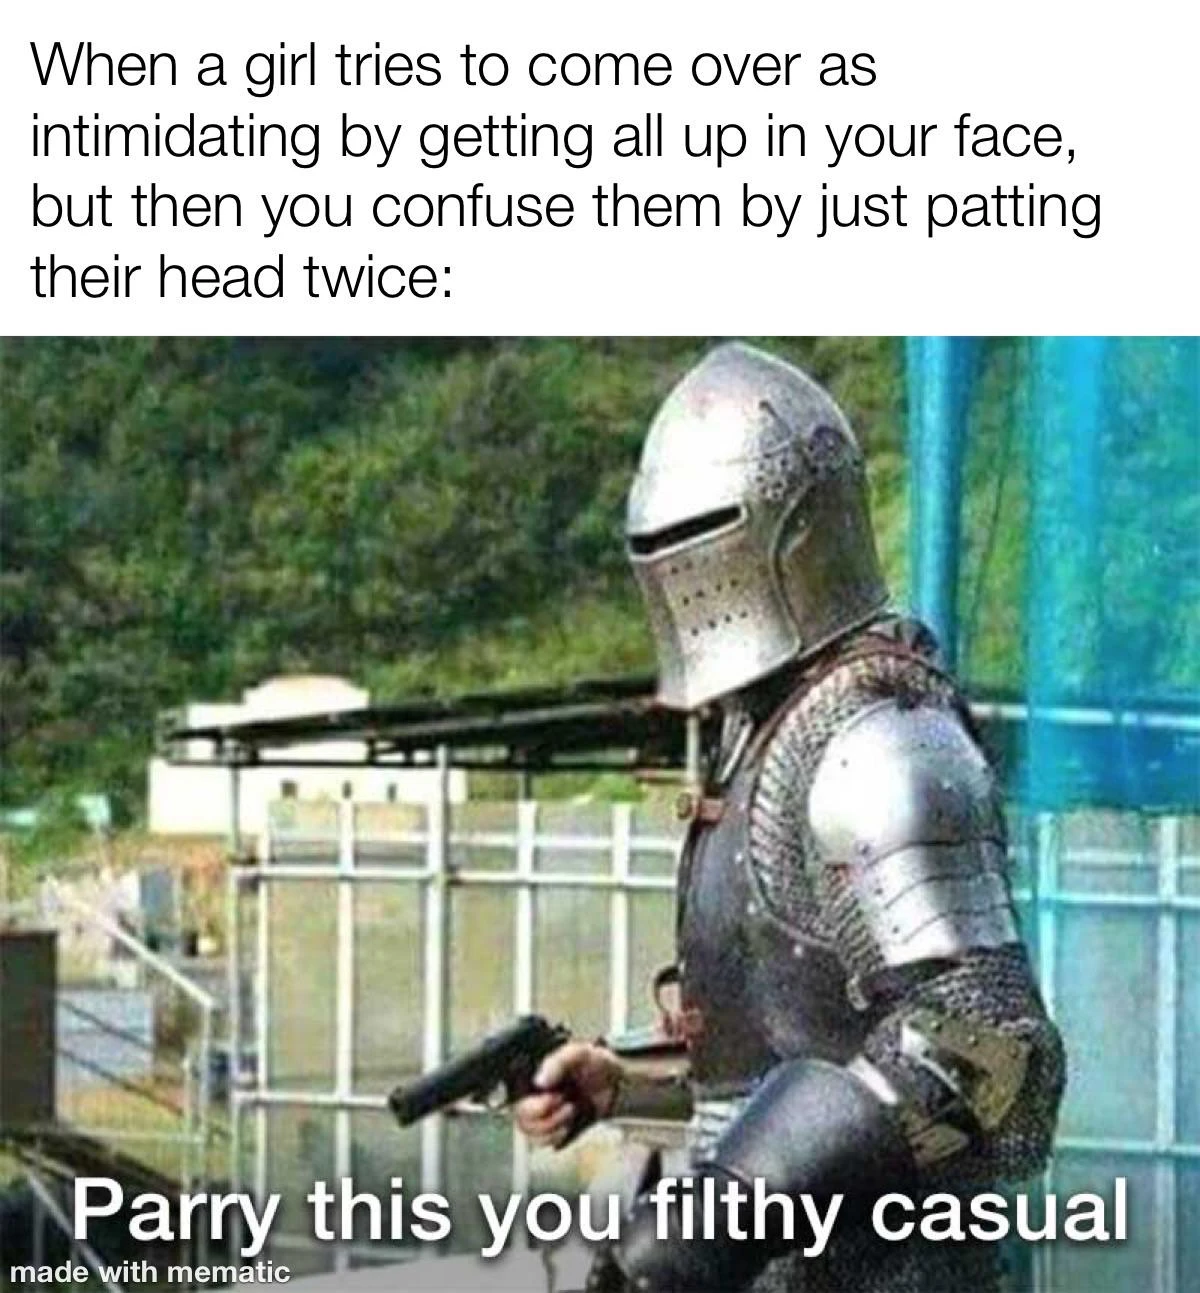 When a girl tries to come over as
intimidating by getting all up in your face,
but then you confuse them by just patting
their head twice:
Parry this you filthy casual
made with mematic